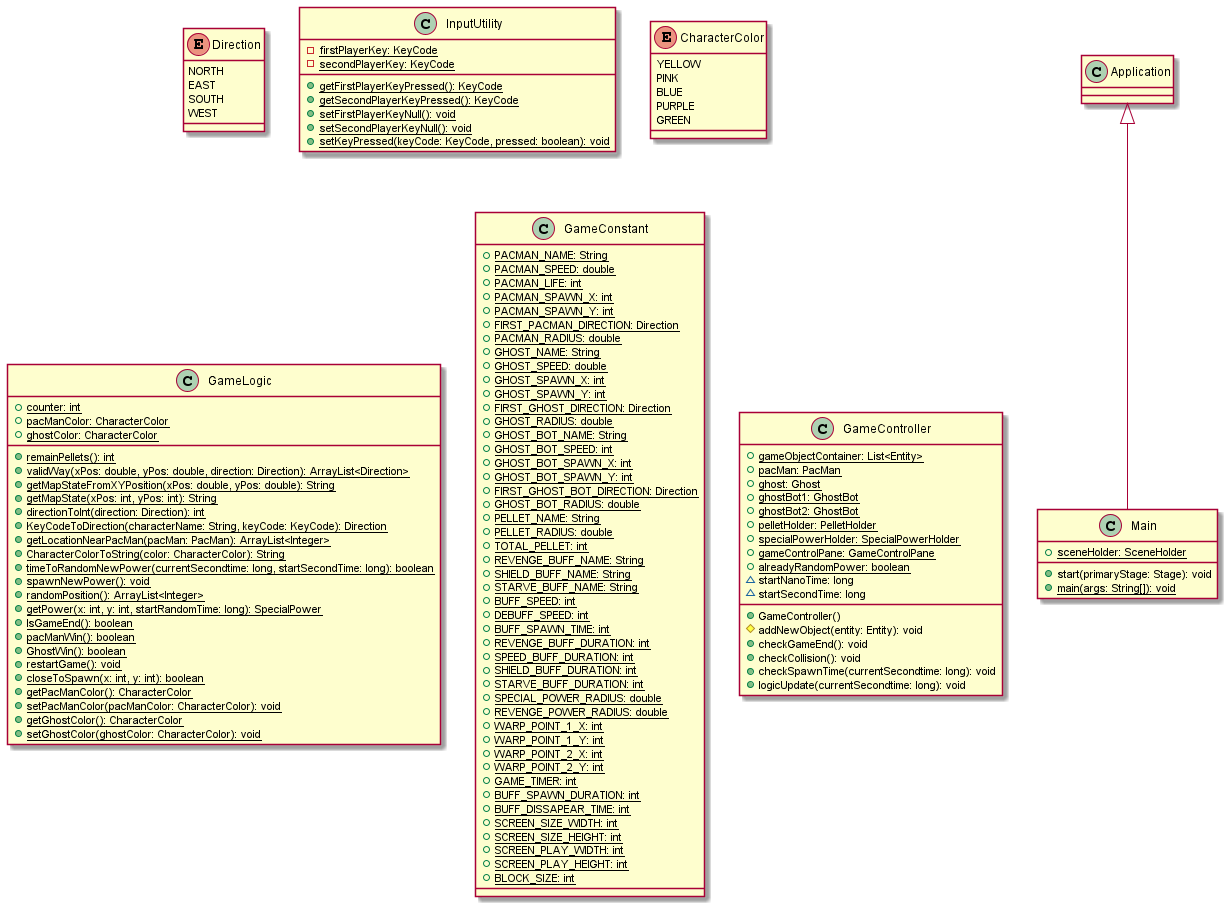 E Direction
NORTH
EAST
SOUTH
WEST
C InputUtility
firstPlayerKey: KeyCode
secondPlayerKey: KeyCode
getFirstPlayerKeyPressed(): KeyCode
getSecondPlayerKeyPressed(): KeyCode
setFirstPlayerKeyNull(): void
setSecondPlayerKeyNull(): void
setKeyPressed(keyCode: KeyCode, pressed: boolean): void
E CharacterColor
YELLOW
PINK
BLUE
PURPLE
GREEN
C Application
C GameLogic
counter: int
pacManColor: CharacterColor
ghostColor: CharacterColor
remainPellets(): int
validWay(xPos: double, yPos: double, direction: Direction): ArrayList<Direction>
getMapStateFromXYPosition(xPos: double, yPos: double): String
getMapState(xPos: int, yPos: int): String
directionToInt(direction: Direction): int
KeyCodeToDirection(characterName: String, keyCode: KeyCode): Direction
getLocationNearPacMan(pacMan: PacMan): ArrayList<Integer>
CharacterColorToString(color: CharacterColor): String
timeToRandomNewPower(currentSecondtime: long, startSecondTime: long): boolean
spawnNewPower(): void
randomPosition(): ArrayList<Integer>
getPower(x: int, y: int, startRandomTime: long): SpecialPower
IsGameEnd(): boolean
pacManWin(): boolean
GhostWin(): boolean
restartGame(): void
closeToSpawn(x: int, y: int): boolean
getPacManColor(): CharacterColor
setPacManColor(pacManColor: CharacterColor): void
getGhostColor(): CharacterColor
setGhostColor(ghostColor: CharacterColor): void
C GameConstant
PACMAN_NAME: String
PACMAN_SPEED: double
PACMAN_LIFE: int
PACMAN_SPAWN_X: int
PACMAN_SPAWN_Y: int
FIRST_PACMAN_DIRECTION: Direction
PACMAN_RADIUS: double
GHOST_NAME: String
GHOST_SPEED: double
GHOST_SPAWN_X: int
GHOST_SPAWN_Y: int
FIRST_GHOST_DIRECTION: Direction
GHOST_RADIUS: double
GHOST_BOT_NAME: String
GHOST_BOT_SPEED: int
GHOST_BOT_SPAWN_X: int
GHOST_BOT_SPAWN_Y: int
FIRST_GHOST_BOT_DIRECTION: Direction
GHOST_BOT_RADIUS: double
PELLET_NAME: String
PELLET_RADIUS: double
TOTAL_PELLET: int
REVENGE_BUFF_NAME: String
SHIELD_BUFF_NAME: String
STARVE_BUFF_NAME: String
BUFF_SPEED: int
DEBUFF_SPEED: int
BUFF_SPAWN_TIME: int
REVENGE_BUFF_DURATION: int
SPEED_BUFF_DURATION: int
SHIELD_BUFF_DURATION: int
STARVE_BUFF_DURATION: int
SPECIAL_POWER_RADIUS: double
REVENGE_POWER_RADIUS: double
WARP_POINT_1_X: int
WARP_POINT_1_Y: int
WARP_POINT_2_X: int
WARP_POINT_2_Y: int
GAME_TIMER: int
BUFF_SPAWN_DURATION: int
BUFF_DISSAPEAR_TIME: int
SCREEN_SIZE_WIDTH: int
SCREEN_SIZE_HEIGHT: int
SCREEN_PLAY_WIDTH: int
SCREEN_PLAY_HEIGHT: int
BLOCK_SIZE: int
C GameController
gameObjectContainer: List<Entity>
pacMan: PacMan
ghost: Ghost
ghostBot1: GhostBot
ghostBot2: GhostBot
pelletHolder: PelletHolder
specialPowerHolder: SpecialPowerHolder
gameControlPane: GameControlPane
alreadyRandomPower: boolean
startNanoTime: long
startSecondTime: long
GameController()
addNewObject(entity: Entity): void
checkGameEnd(): void
checkCollision(): void
checkSpawnTime(currentSecondtime: long): void
logicUpdate(currentSecondtime: long): void
C Main
sceneHolder: SceneHolder
start(primaryStage: Stage): void
main(args: String[]): void